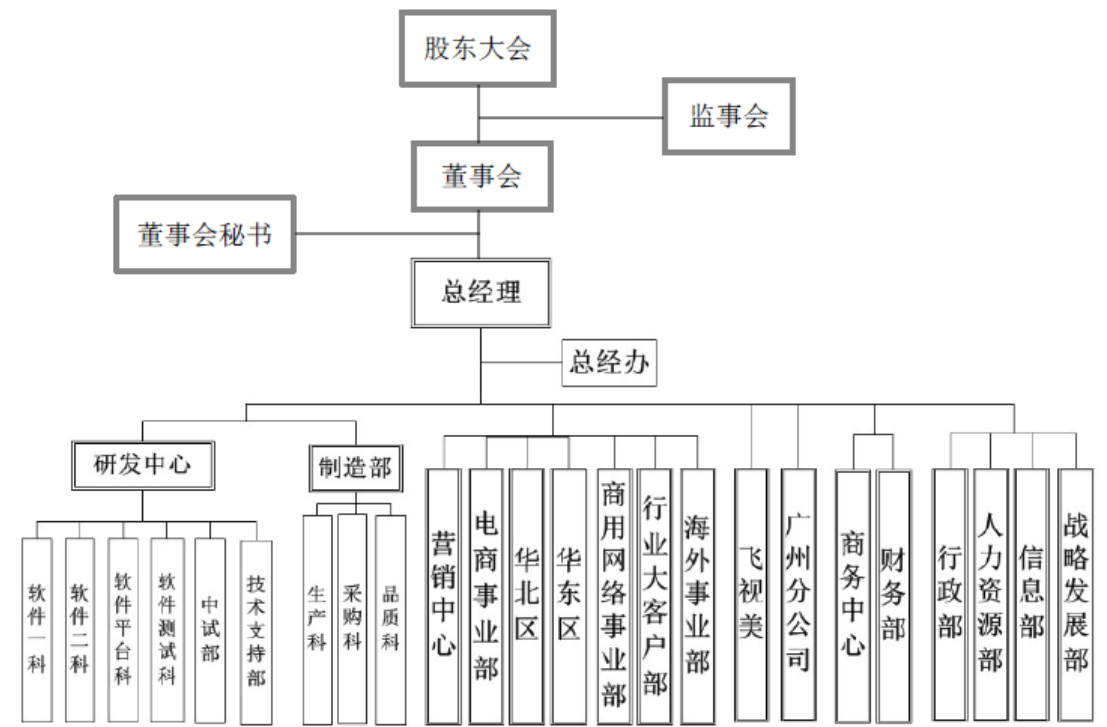 股东大会
监事会
董事会
董事会秘书
总经理
总经办
研发中心
制造部
软件一科
软件二科
软件平台科
软件测试科
中试部
技术支持部
生产科
采购科
品质科
营销中心
电商事业部
华北区
华东区
商用网络事业部
行业大客户部
海外事业部
飞视美
广州分公司
商务中心
财务部
行政部
人力资源部
信息部
战略发展部